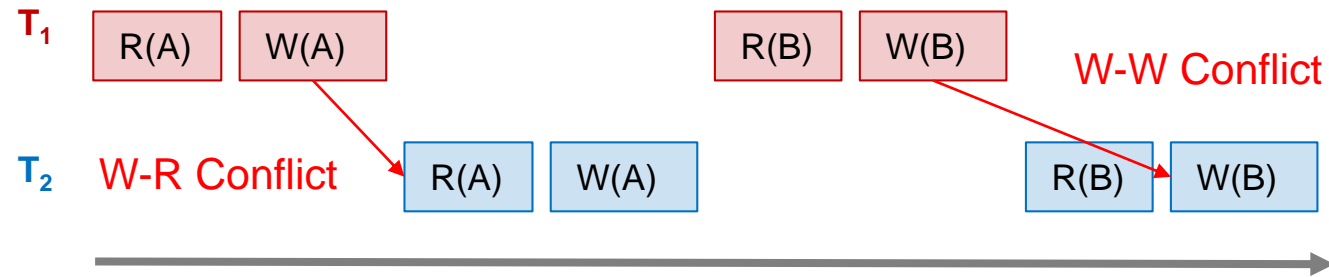 T1 R(A) W(A) R(B) W(B)
W-W Conflict
T2 W-R Conflict R(A) W(A) R(B) W(B)